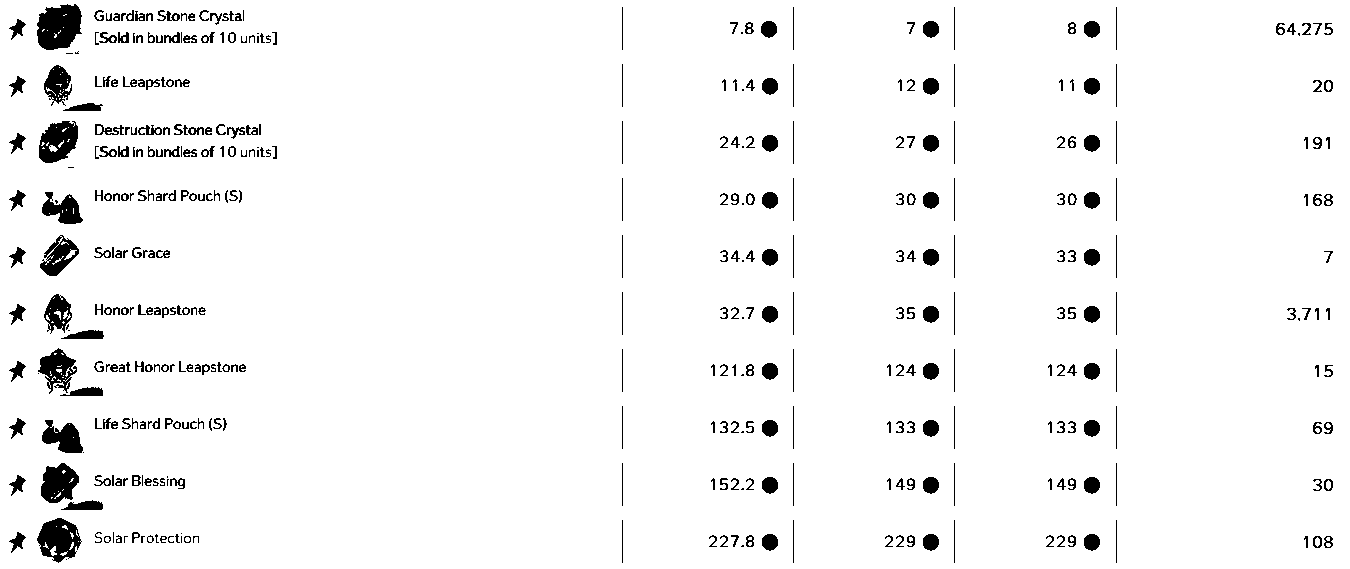 Guardian Stone Crystal
[Sold in bundles of 10 units]
7.8 7 8 64,275
Life Leapstone
11.4 12 11 20
Destruction Stone Crystal
[Sold in bundles of 10 units]
24.2 27 26 191
Honor Shard Pouch (S)
29.0 30 30 168
Solar Grace
34.4 34 33 7
Honor Leapstone
32.7 35 35 3,711
Great Honor Leapstone
121.8 124 124 15
Life Shard Pouch (S)
132.5 133 133 69
Solar Blessing
152.2 149 149 30
Solar Protection
227.8 229 229 108